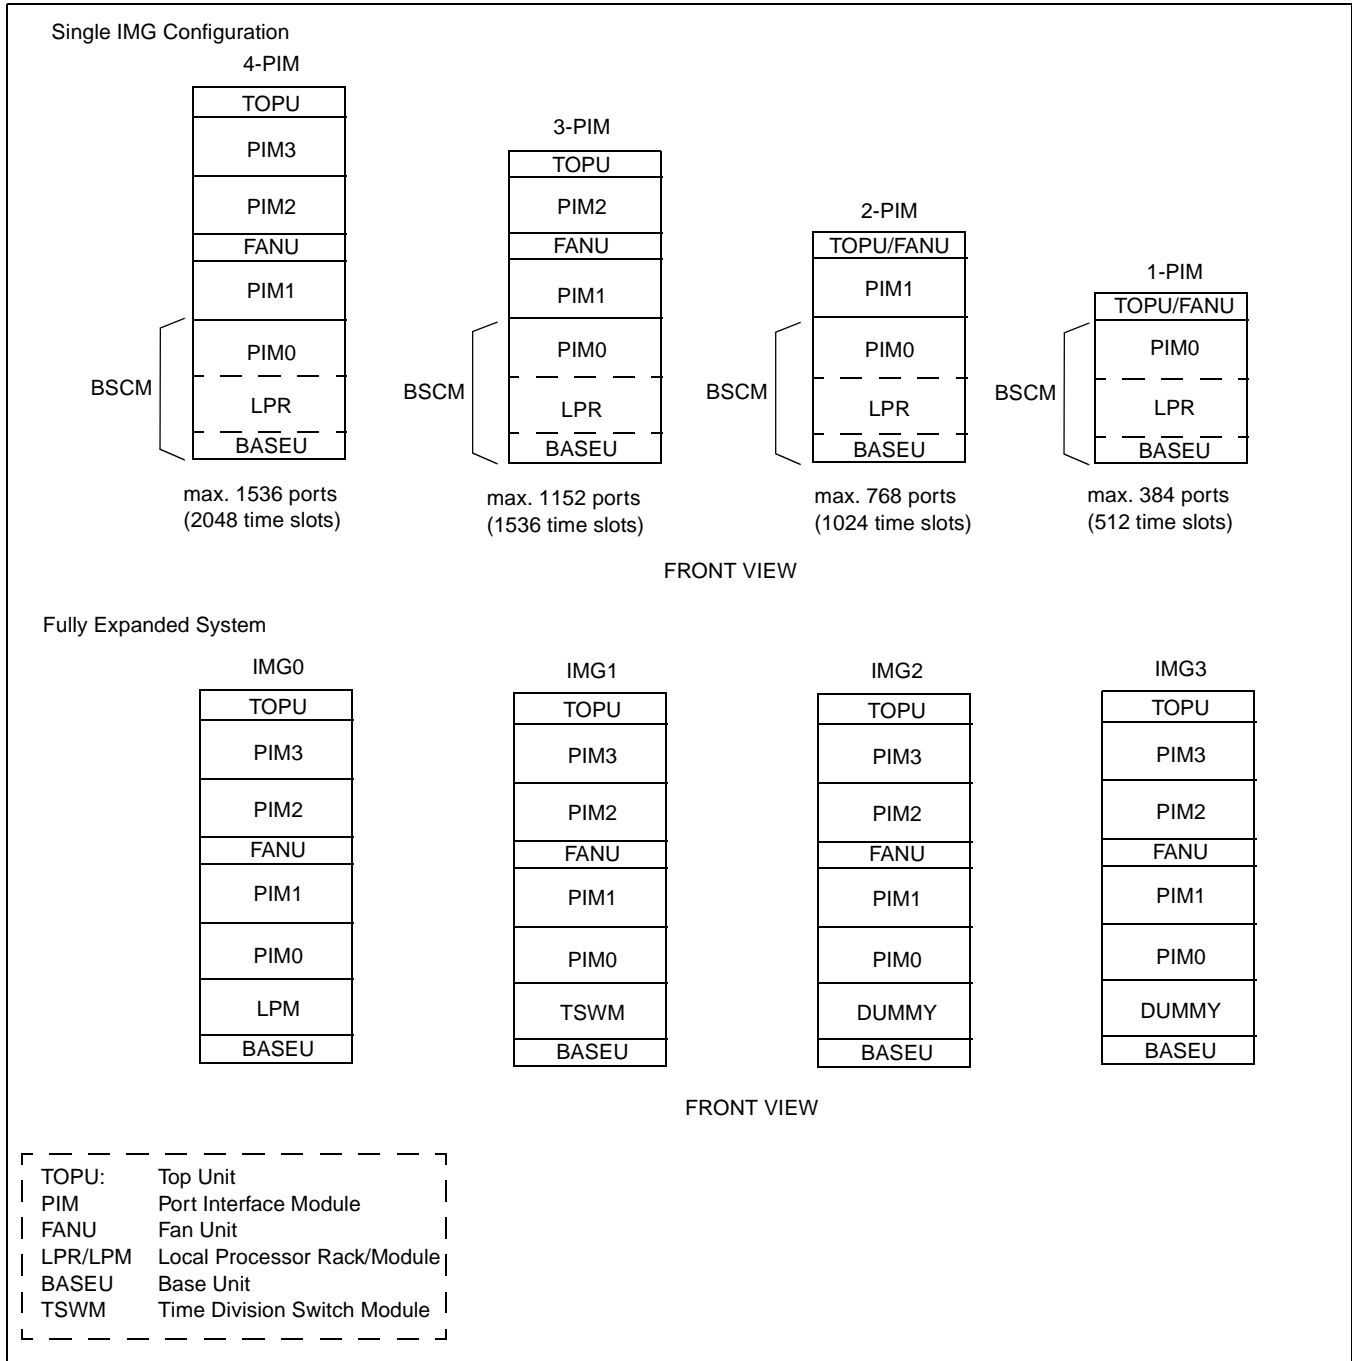 Single IMG Configuration
4-PIM
TOPU
PIM3
PIM2
FANU
PIM1
PIM0
LPR
BASEU
BSCM
max. 1536 ports
(2048 time slots)
3-PIM
TOPU
PIM2
FANU
PIM1
PIM0
LPR
BASEU
BSCM
max. 1152 ports
(1536 time slots)
2-PIM
TOPU/FANU
PIM1
PIM0
LPR
BASEU
BSCM
max. 768 ports
(1024 time slots)
1-PIM
TOPU/FANU
PIM0
LPR
BASEU
BSCM
max. 384 ports
(512 time slots)
FRONT VIEW
Fully Expanded System
IMG0
TOPU
PIM3
PIM2
FANU
PIM1
PIM0
LPM
BASEU
IMG1
TOPU
PIM3
PIM2
FANU
PIM1
PIM0
TSWM
BASEU
IMG2
TOPU
PIM3
PIM2
FANU
PIM1
PIM0
DUMMY
BASEU
IMG3
TOPU
PIM3
PIM2
FANU
PIM1
PIM0
DUMMY
BASEU
FRONT VIEW
TOPU: Top Unit
PIM Port Interface Module
FANU Fan Unit
LPR/LPM Local Processor Rack/Module
BASEU Base Unit
TSWM Time Division Switch Module